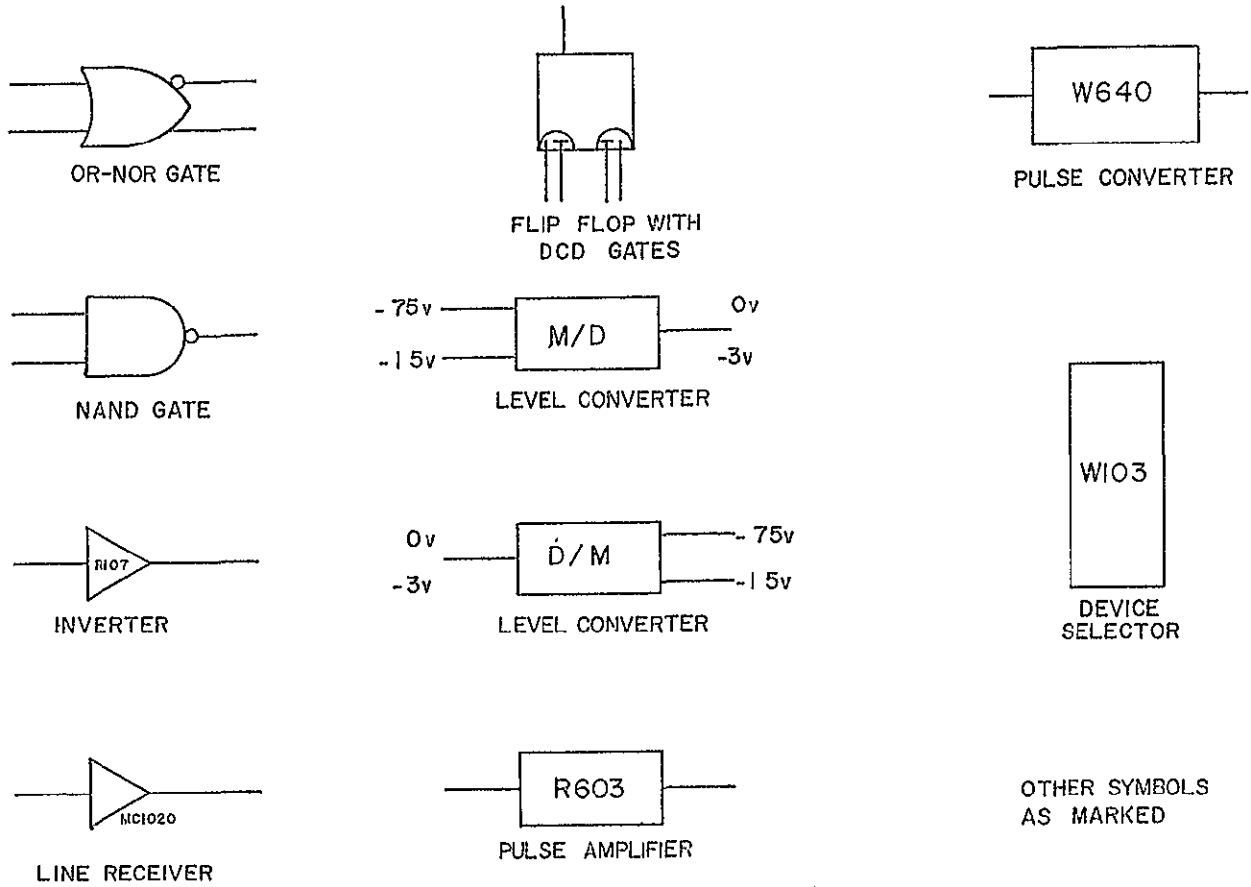 OR-NOR GATE
FLIP FLOP WITH
DCD GATES
W640
PULSE CONVERTER
NAND GATE
-75v
-15v
M/D
0v
-3v
LEVEL CONVERTER
R107
INVERTER
0v
-3v
D/M
-75v
-15v
LEVEL CONVERTER
W103
DEVICE
SELECTOR
MC1020
LINE RECEIVER
R603
PULSE AMPLIFIER
OTHER SYMBOLS
AS MARKED